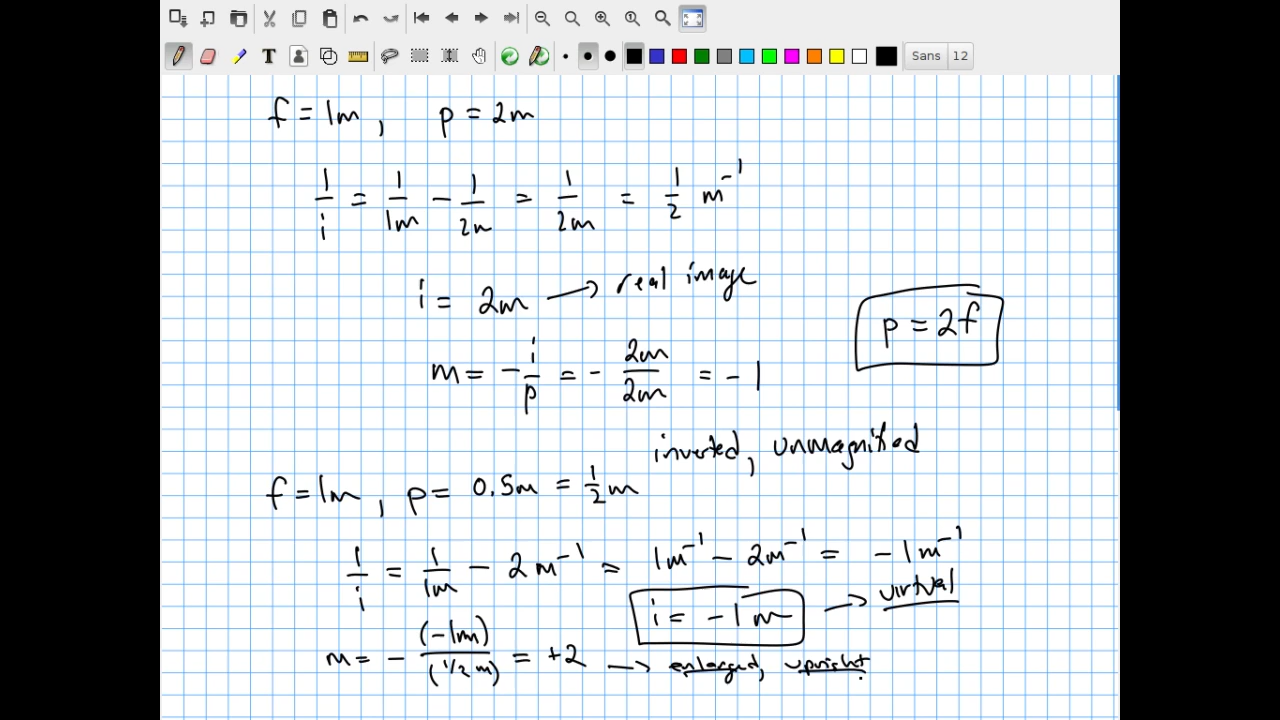 Sans 12
f = 1m, p = 2m
1/i = 1/1m - 1/2m = 1/2m = 1/2 m⁻¹
i = 2m → real image
p = 2f
m = - i/p = - 2m/2m = -1
inverted, unmagnified
f = 1m, p = 0.5m = 1/2 m
1/i = 1/1m - 2m⁻¹ = 1m⁻¹ - 2m⁻¹ = -1m⁻¹
i = -1m → virtual
m = - (-1m)/(1/2 m) = +2 → enlarged, upright.